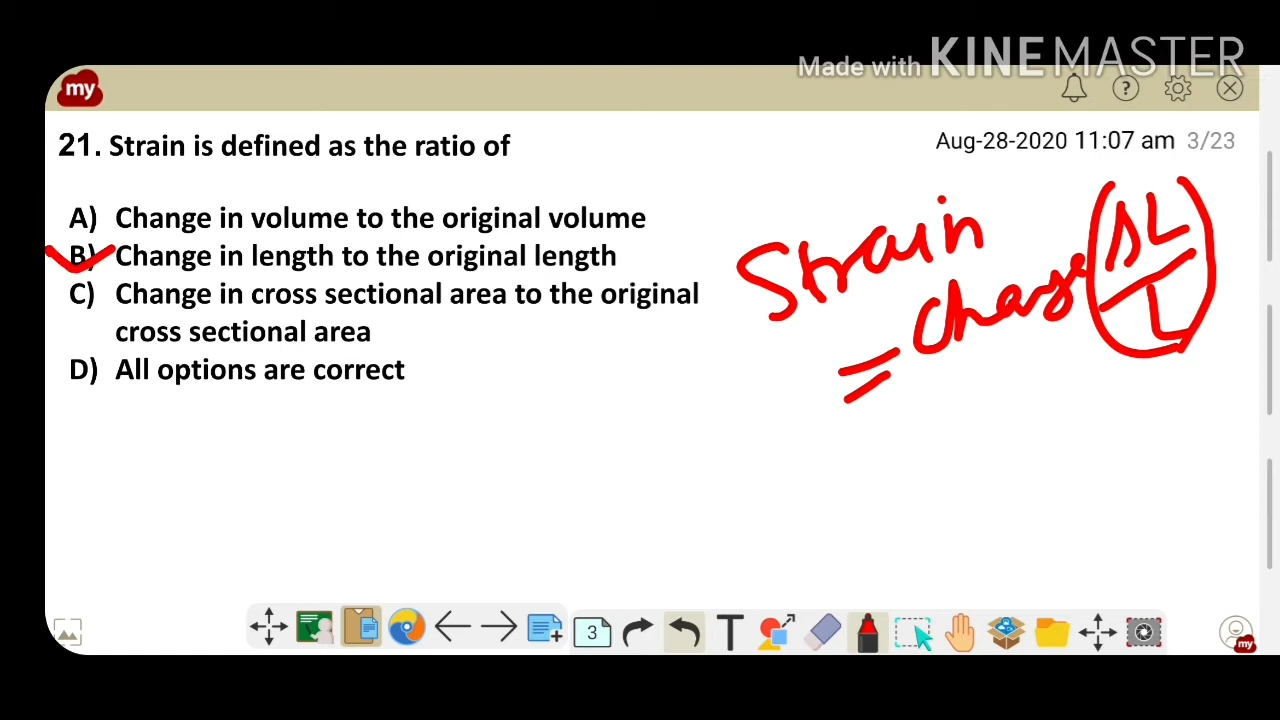 Made with KINEMASTER
my
21. Strain is defined as the ratio of
Aug-28-2020 11:07 am 3/23
A) Change in volume to the original volume
B) Change in length to the original length
C) Change in cross sectional area to the original
cross sectional area
D) All options are correct
Strain
= change
ΔL
L
3
T
my